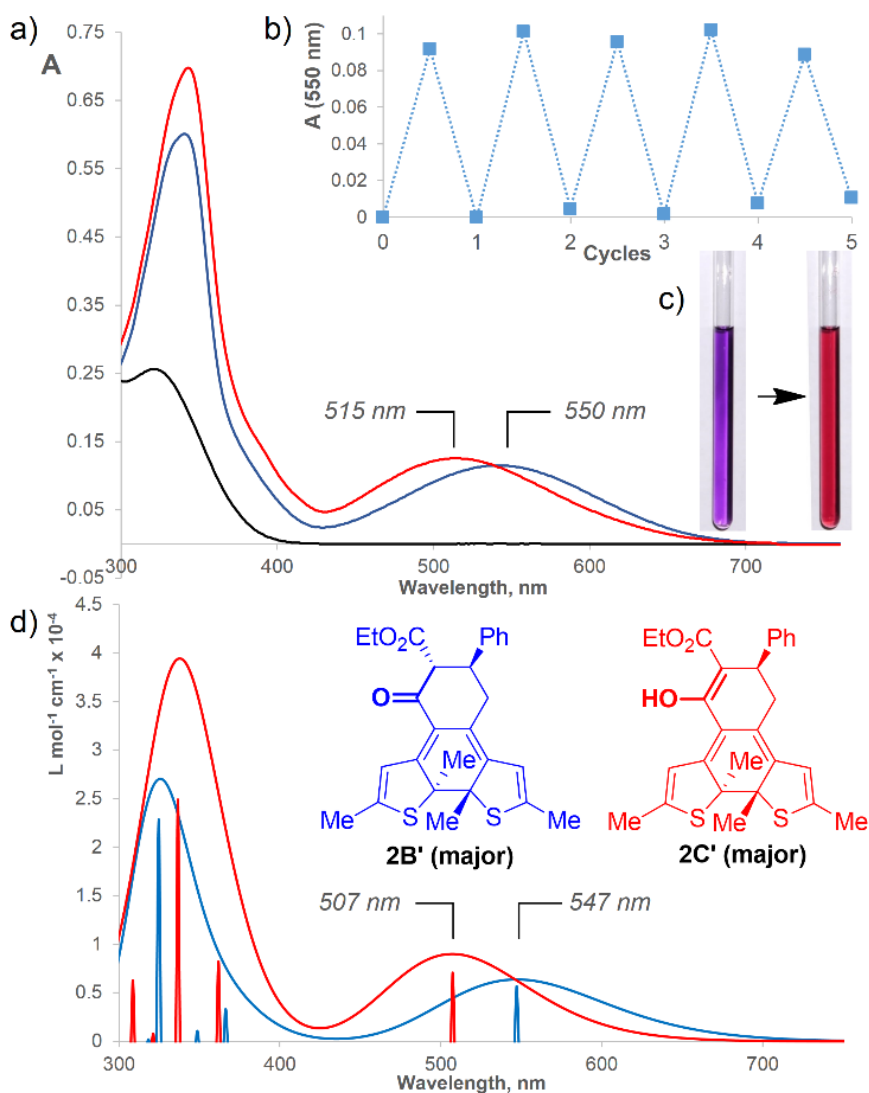 a)
A
0.75
0.65
0.55
0.45
0.35
0.25
0.15
0.05
-0.05
300
400
500
600
700
Wavelength, nm
515 nm
550 nm
b)
A (550 nm)
0.1
0.08
0.06
0.04
0.02
0
0
1
2
3
4
5
Cycles
c)
d)
L mol-1 cm-1 x 10-4
4.5
4
3.5
3
2.5
2
1.5
1
0.5
0
300
400
500
600
700
Wavelength, nm
507 nm
547 nm
EtO2C
Ph
O
Me
Me
S
Me
S
Me
2B' (major)
EtO2C
Ph
HO
Me
Me
S
Me
S
Me
2C' (major)